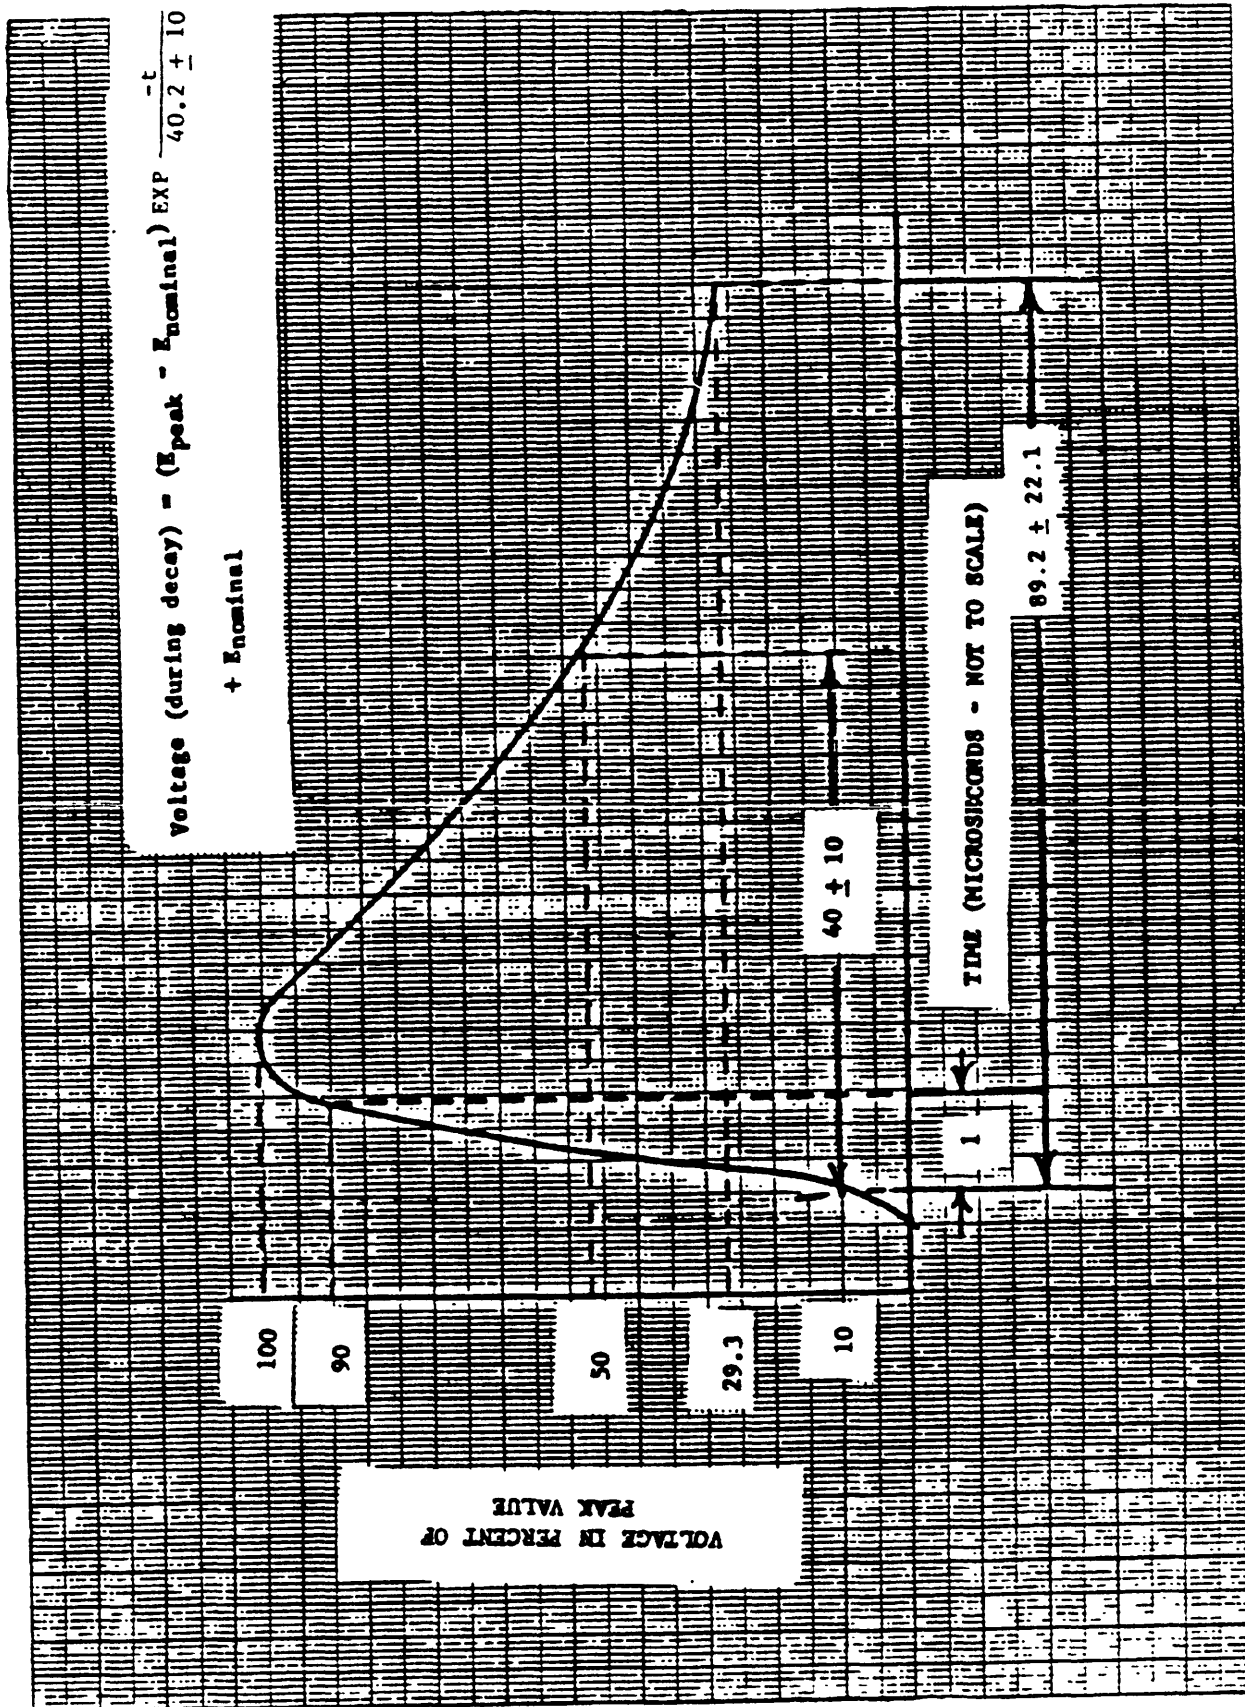 Voltage (during decay) = (Epeak - Enominal) EXP -t / 40.2 ± 10
+ Enominal
VOLTAGE IN PERCENT OF
PEAK VALUE
100
90
50
29.3
10
40 ± 10
1
TIME (MICROSECONDS - NOT TO SCALE)
89.2 ± 22.1